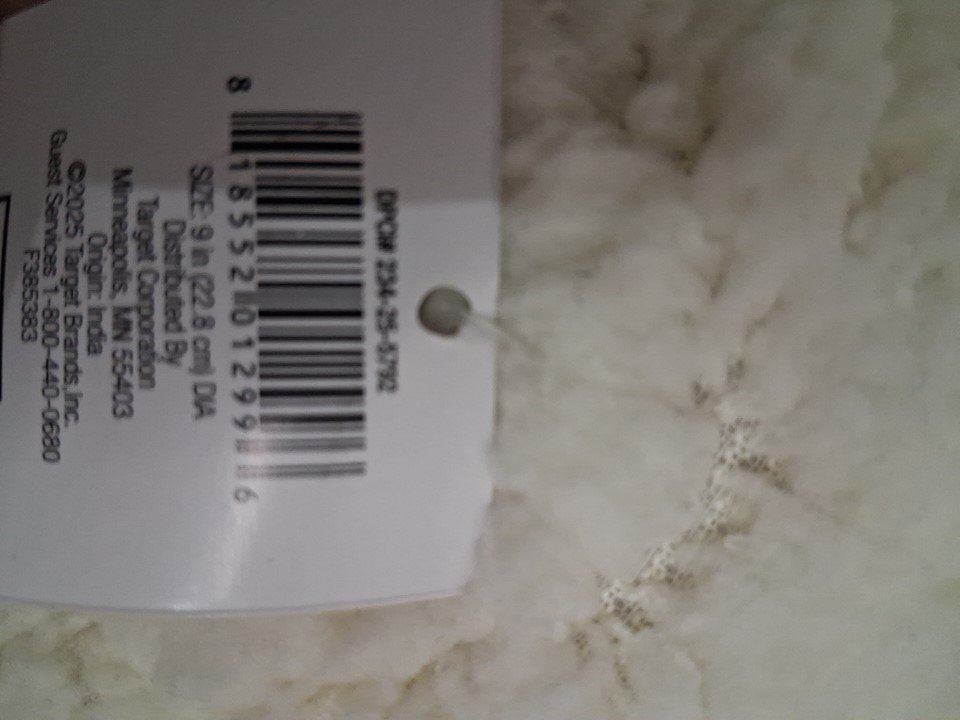 DPCI# 234-25-5792
8 18552 01299 6
SIZE: 9 in (22.8 cm) DIA
Distributed By
Target Corporation
Minneapolis, MN 55403
Origin: India
©2025 Target Brands,Inc.
Guest Services 1-800-440-0680
F385383